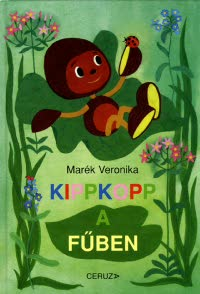 Marék Veronika
KIPPKOPP
A
FŰBEN
CERUZA